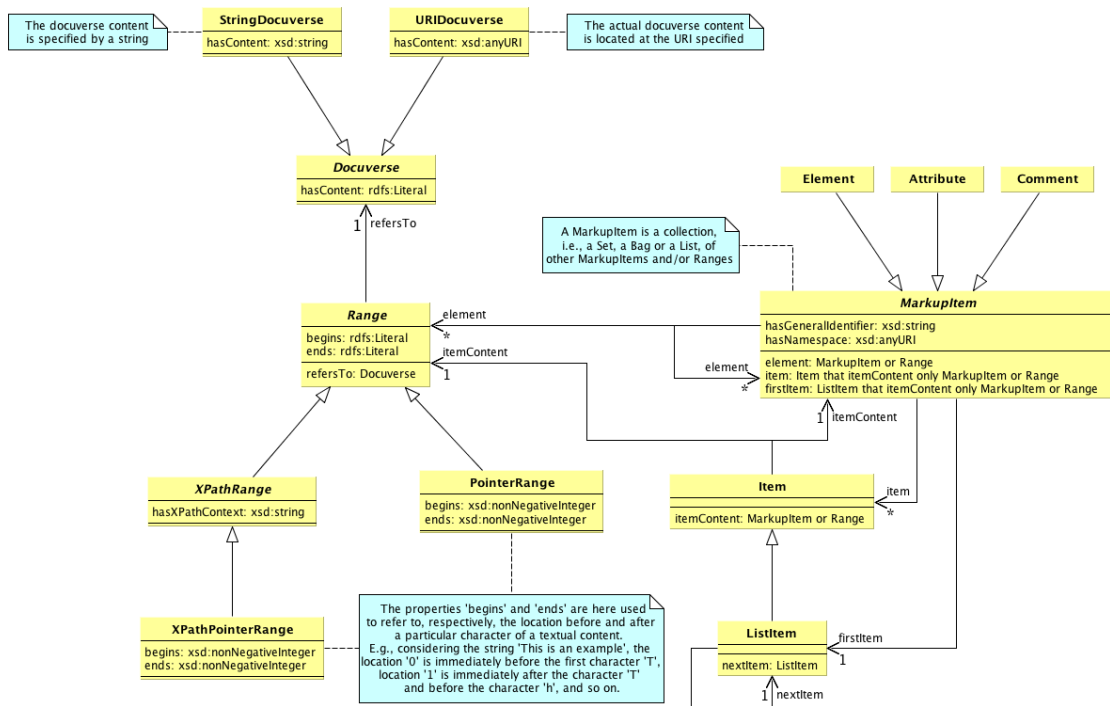 The docuverse content
is specified by a string
StringDocuverse
hasContent: xsd:string
URIDocuverse
hasContent: xsd:anyURI
The actual docuverse content
is located at the URI specified
Docuverse
hasContent: rdfs:Literal
1 refersTo
Element
Attribute
Comment
A MarkupItem is a collection,
i.e., a Set, a Bag or a List, of
other MarkupItems and/or Ranges
Range
begins: rdfs:Literal
ends: rdfs:Literal
refersTo: Docuverse
element
*
itemContent
1
element
*
MarkupItem
hasGeneralIdentifier: xsd:string
hasNamespace: xsd:anyURI
element: MarkupItem or Range
item: Item that itemContent only MarkupItem or Range
firstItem: ListItem that itemContent only MarkupItem or Range
1 itemContent
XPathRange
hasXPathContext: xsd:string
PointerRange
begins: xsd:nonNegativeInteger
ends: xsd:nonNegativeInteger
Item
itemContent: MarkupItem or Range
item
*
XPathPointerRange
begins: xsd:nonNegativeInteger
ends: xsd:nonNegativeInteger
The properties 'begins' and 'ends' are here used
to refer to, respectively, the location before and after
a particular character of a textual content.
E.g., considering the string 'This is an example', the
location '0' is immediately before the first character 'T',
location '1' is immediately after the character 'T'
and before the character 'h', and so on.
ListItem
nextItem: ListItem
firstItem
1
1 nextItem